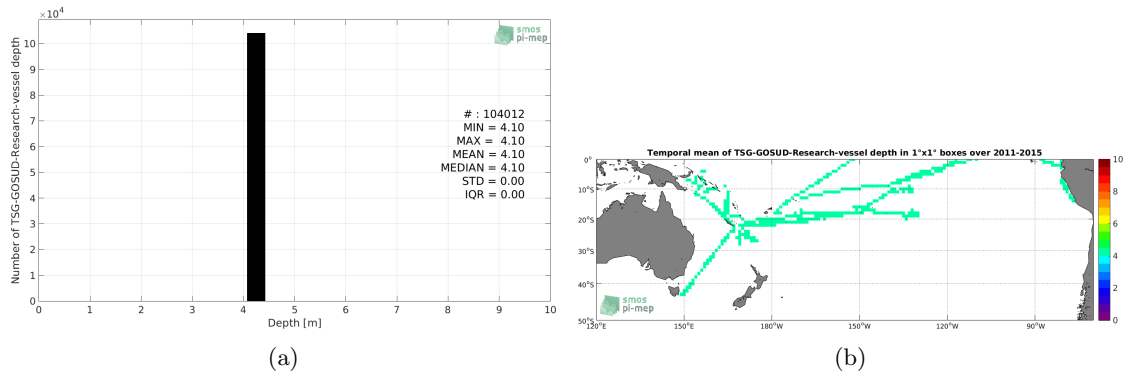 ×10⁴
10
9
8
7
6
5
4
3
2
1
0
Number of TSG-GOSUD-Research-vessel depth
smos
pi-mep
# : 104012
MIN = 4.10
MAX = 4.10
MEAN = 4.10
MEDIAN = 4.10
STD = 0.00
IQR = 0.00
0 1 2 3 4 5 6 7 8 9 10
Depth [m]
(a)
Temporal mean of TSG-GOSUD-Research-vessel depth in 1°x1° boxes over 2011-2015
0°
10°S
20°S
30°S
40°S
50°S
smos
pi-mep
120°E 150°E 180°W 150°W 120°W 90°W
10
8
6
4
2
0
(b)